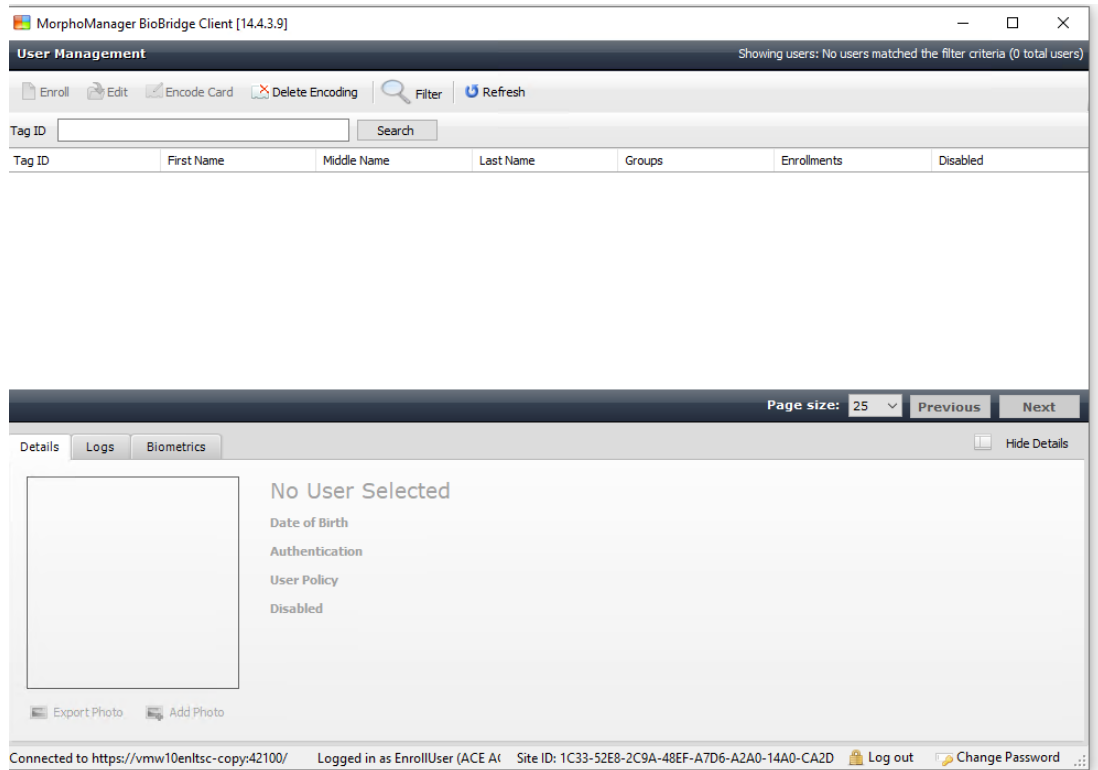 MorphoManager BioBridge Client [14.4.3.9]
User Management Showing users: No users matched the filter criteria (0 total users)
Enroll Edit Encode Card Delete Encoding Filter Refresh
Tag ID Search
Tag ID First Name Middle Name Last Name Groups Enrollments Disabled
Page size: 25 Previous Next
Details Logs Biometrics Hide Details
No User Selected
Date of Birth
Authentication
User Policy
Disabled
Export Photo Add Photo
Connected to https://vmw10enltsc-copy:42100/ Logged in as EnrollUser (ACE A( Site ID: 1C33-52E8-2C9A-48EF-A7D6-A2A0-14A0-CA2D Log out Change Password